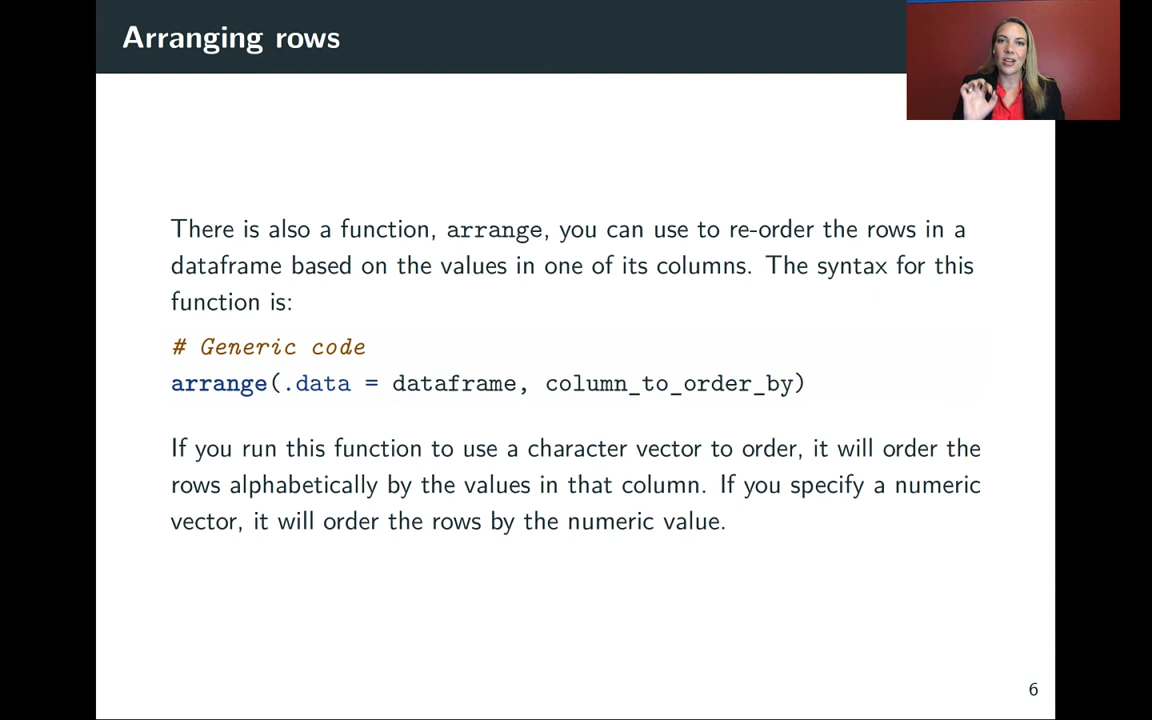 Arranging rows
There is also a function, arrange, you can use to re-order the rows in a
dataframe based on the values in one of its columns. The syntax for this
function is:
# Generic code
arrange(.data = dataframe, column_to_order_by)
If you run this function to use a character vector to order, it will order the
rows alphabetically by the values in that column. If you specify a numeric
vector, it will order the rows by the numeric value.
6